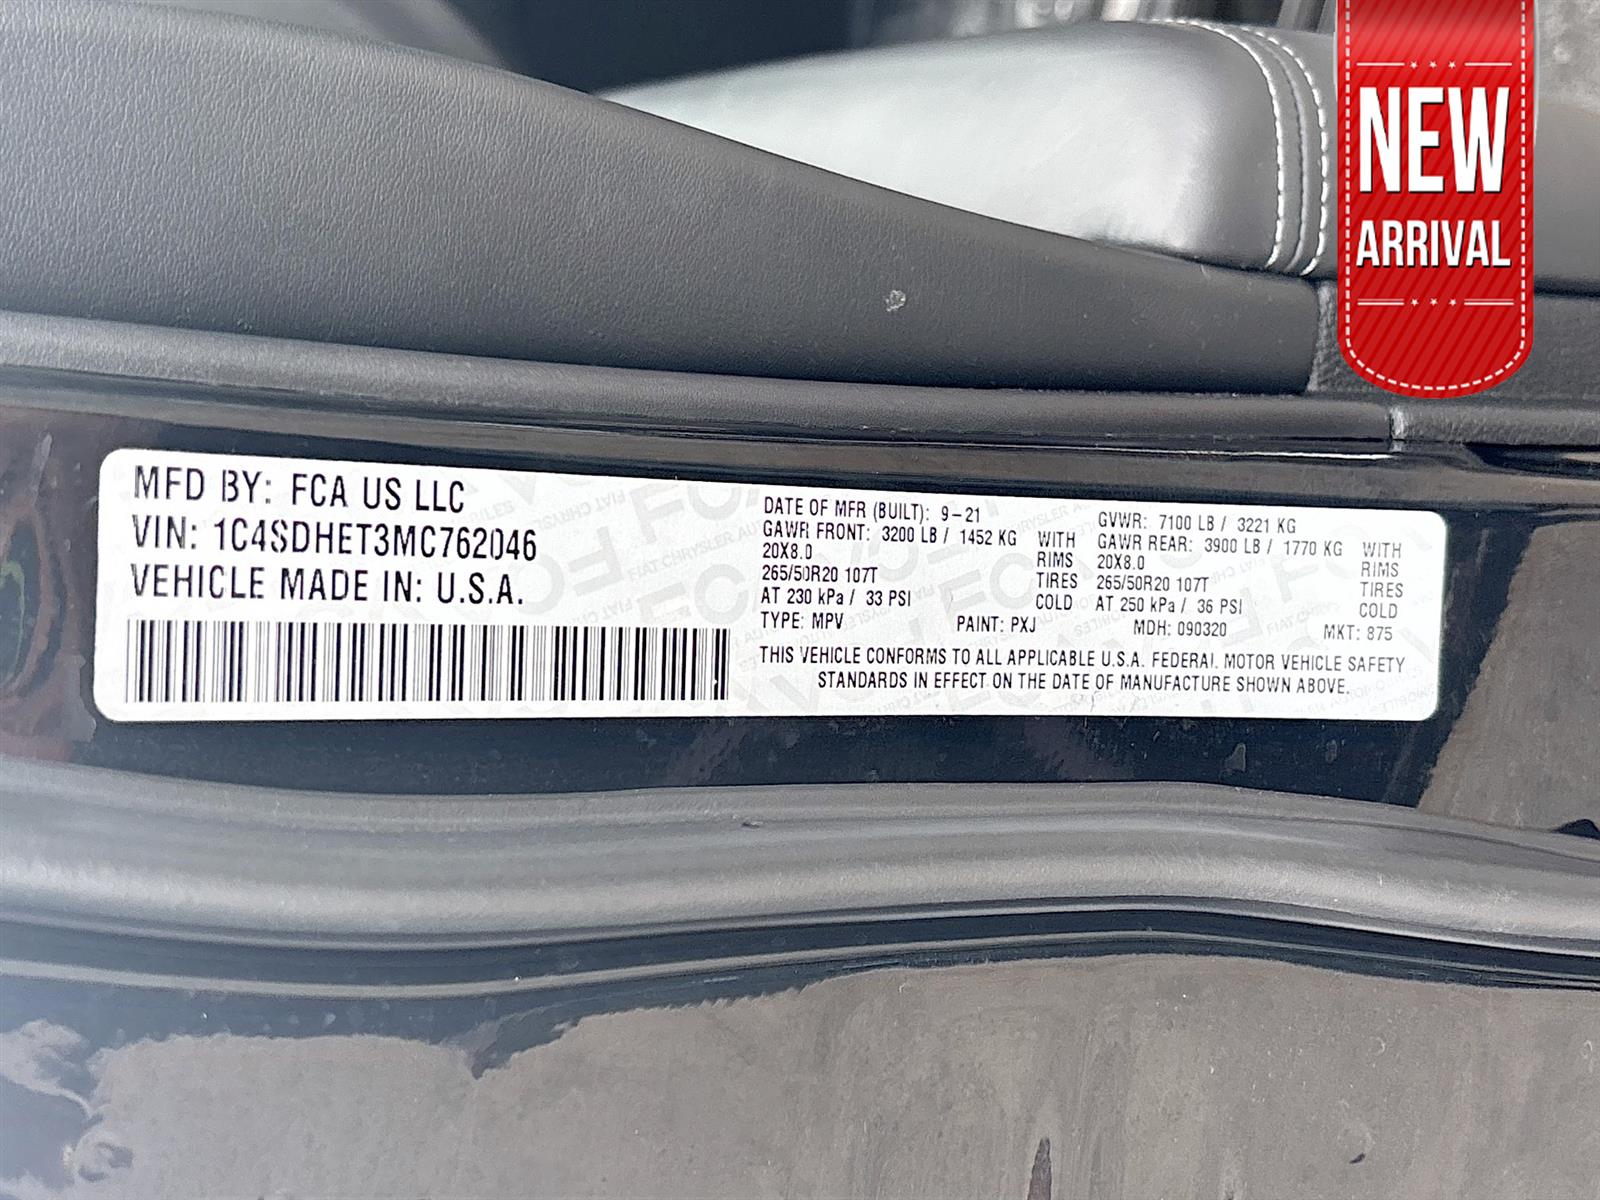 NEW
ARRIVAL
MFD BY: FCA US LLC
VIN: 1C4SDHET3MC762046
VEHICLE MADE IN: U.S.A.
DATE OF MFR (BUILT): 9-21
GAWR FRONT: 3200 LB / 1452 KG WITH
20X8.0 RIMS
265/50R20 107T TIRES
AT 230 kPa / 33 PSI COLD
GVWR: 7100 LB / 3221 KG
GAWR REAR: 3900 LB / 1770 KG WITH
20X8.0 RIMS
265/50R20 107T TIRES
AT 250 kPa / 36 PSI COLD
TYPE: MPV PAINT: PXJ MDH: 090320 MKT: 875
THIS VEHICLE CONFORMS TO ALL APPLICABLE U.S.A. FEDERAL MOTOR VEHICLE SAFETY
STANDARDS IN EFFECT ON THE DATE OF MANUFACTURE SHOWN ABOVE.